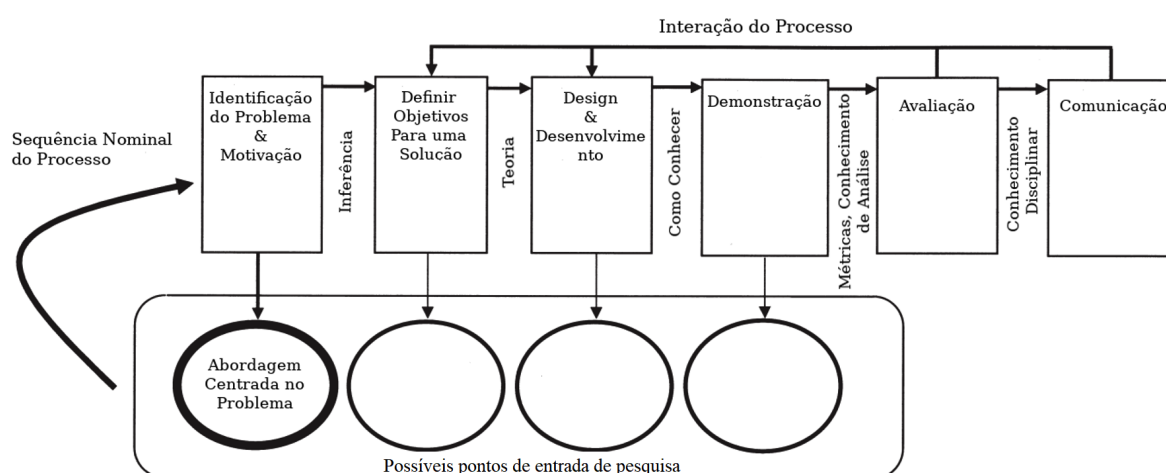 Interação do Processo
Sequência Nominal
do Processo
Identificação
do Problema
&
Motivação
Inferência
Definir
Objetivos
Para uma
Solucão
Teoria
Design
&
Desenvolvime
nto
Como Conhecer
Demonstração
Métricas, Conhecimento
de Análise
Avaliação
Conhecimento
Disciplinar
Comunicação
Abordagem
Centrada no
Problema
Possíveis pontos de entrada de pesquisa